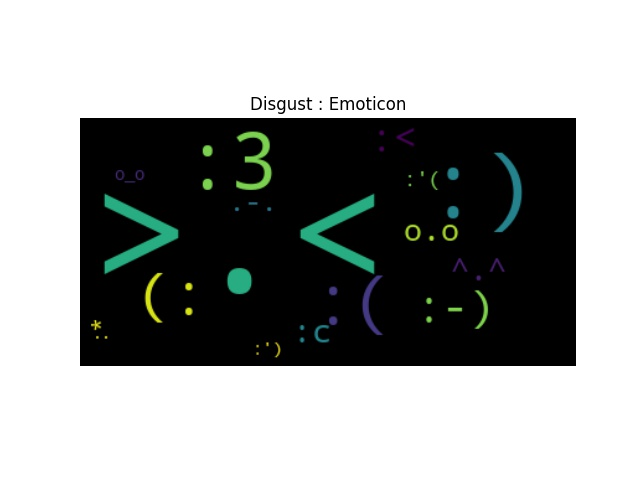 Disgust : Emoticon
:<
:3
o_o
:'(
: )
.-.
> . <
o.o
^.^
(:
: (
:-)
*..
:c
:')